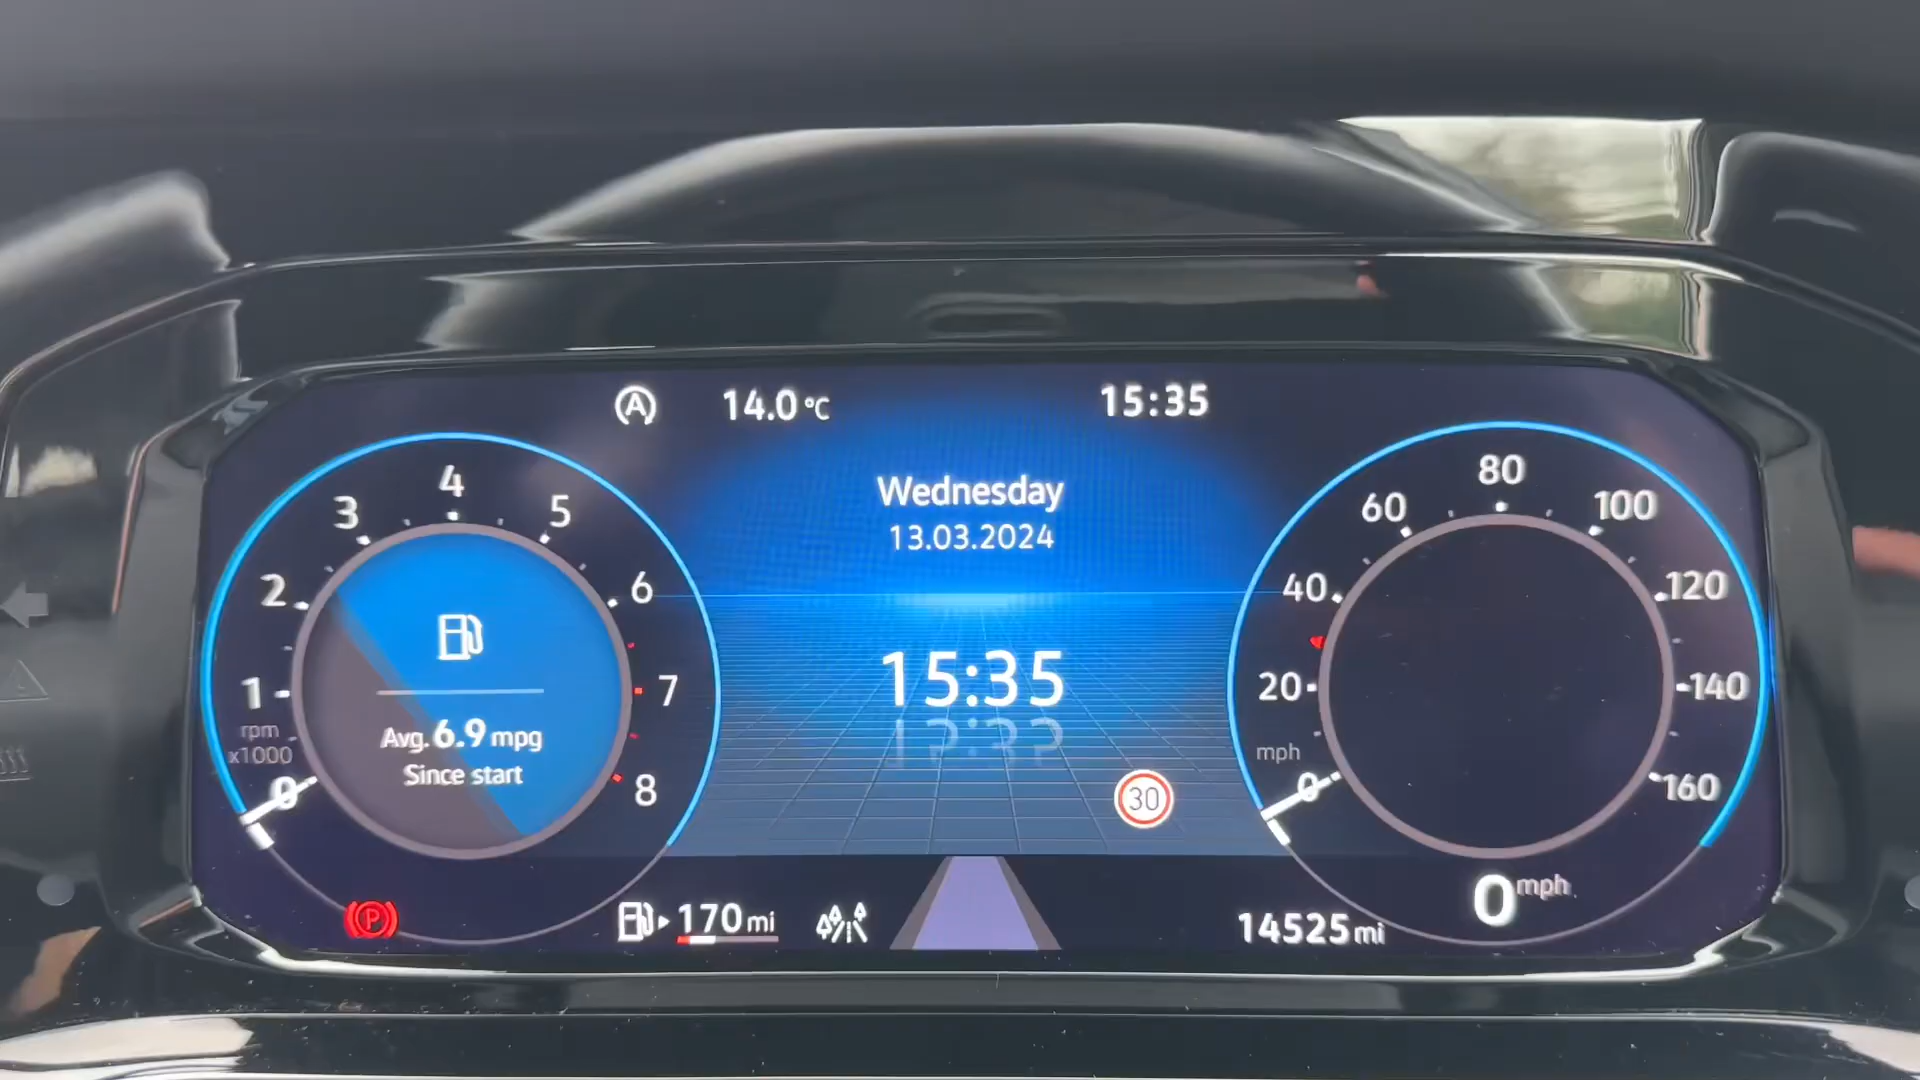 A
14.0 °C
15:35
Wednesday
13.03.2024
15:35
30
0
1
2
3
4
5
6
7
8
rpm
x1000
Avg. 6.9 mpg
Since start
P
170 mi
0
20
40
60
80
100
120
140
160
mph
0 mph
14525 mi